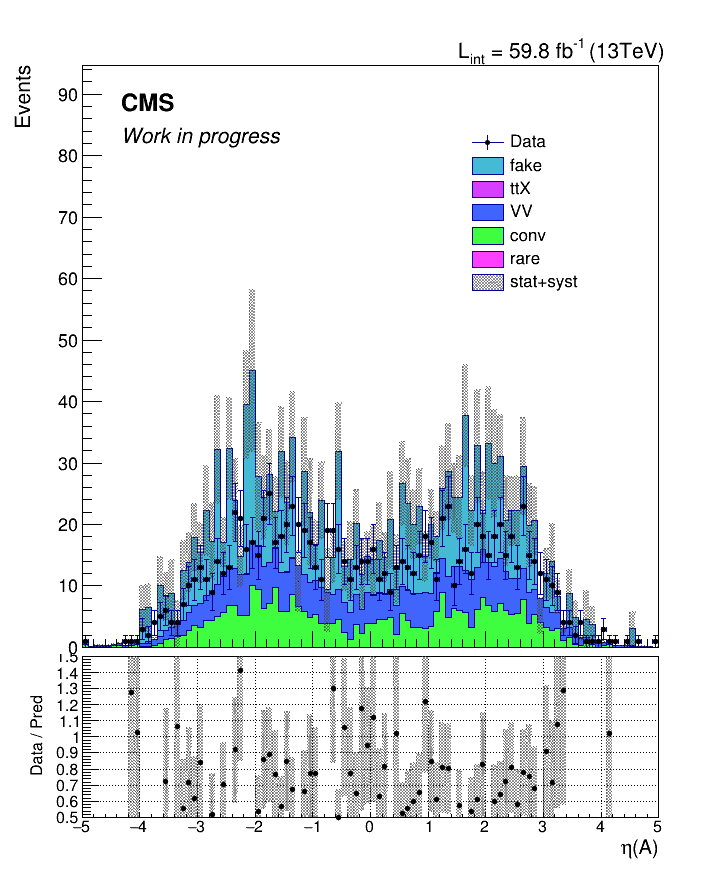 L_int = 59.8 fb⁻¹ (13TeV)
Events
CMS
Work in progress
Data
fake
ttX
VV
conv
rare
stat+syst
90
80
70
60
50
40
30
20
10
0
Data / Pred
1.5
1.4
1.3
1.2
1.1
1
0.9
0.8
0.7
0.6
0.5
−5 −4 −3 −2 −1 0 1 2 3 4 5
η(A)